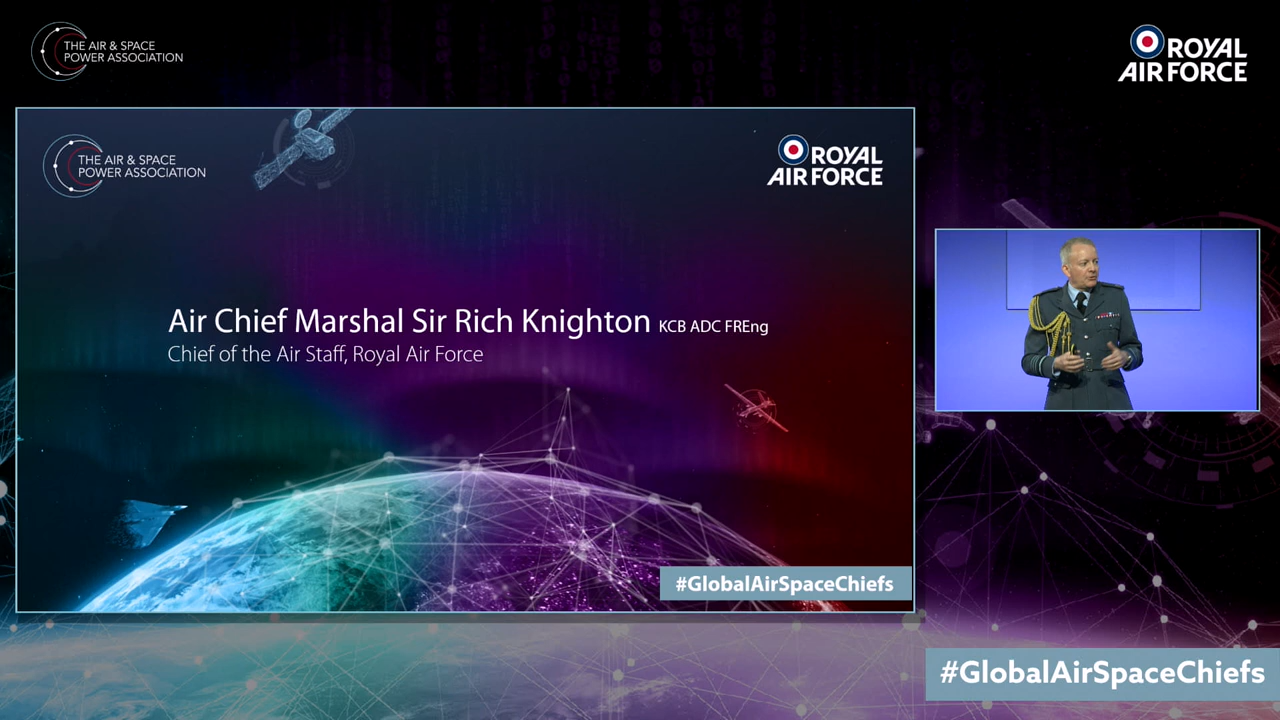 THE AIR & SPACE
POWER ASSOCIATION
ROYAL
AIR FORCE
THE AIR & SPACE
POWER ASSOCIATION
ROYAL
AIR FORCE
Air Chief Marshal Sir Rich Knighton KCB ADC FREng
Chief of the Air Staff, Royal Air Force
#GlobalAirSpaceChiefs
#GlobalAirSpaceChiefs